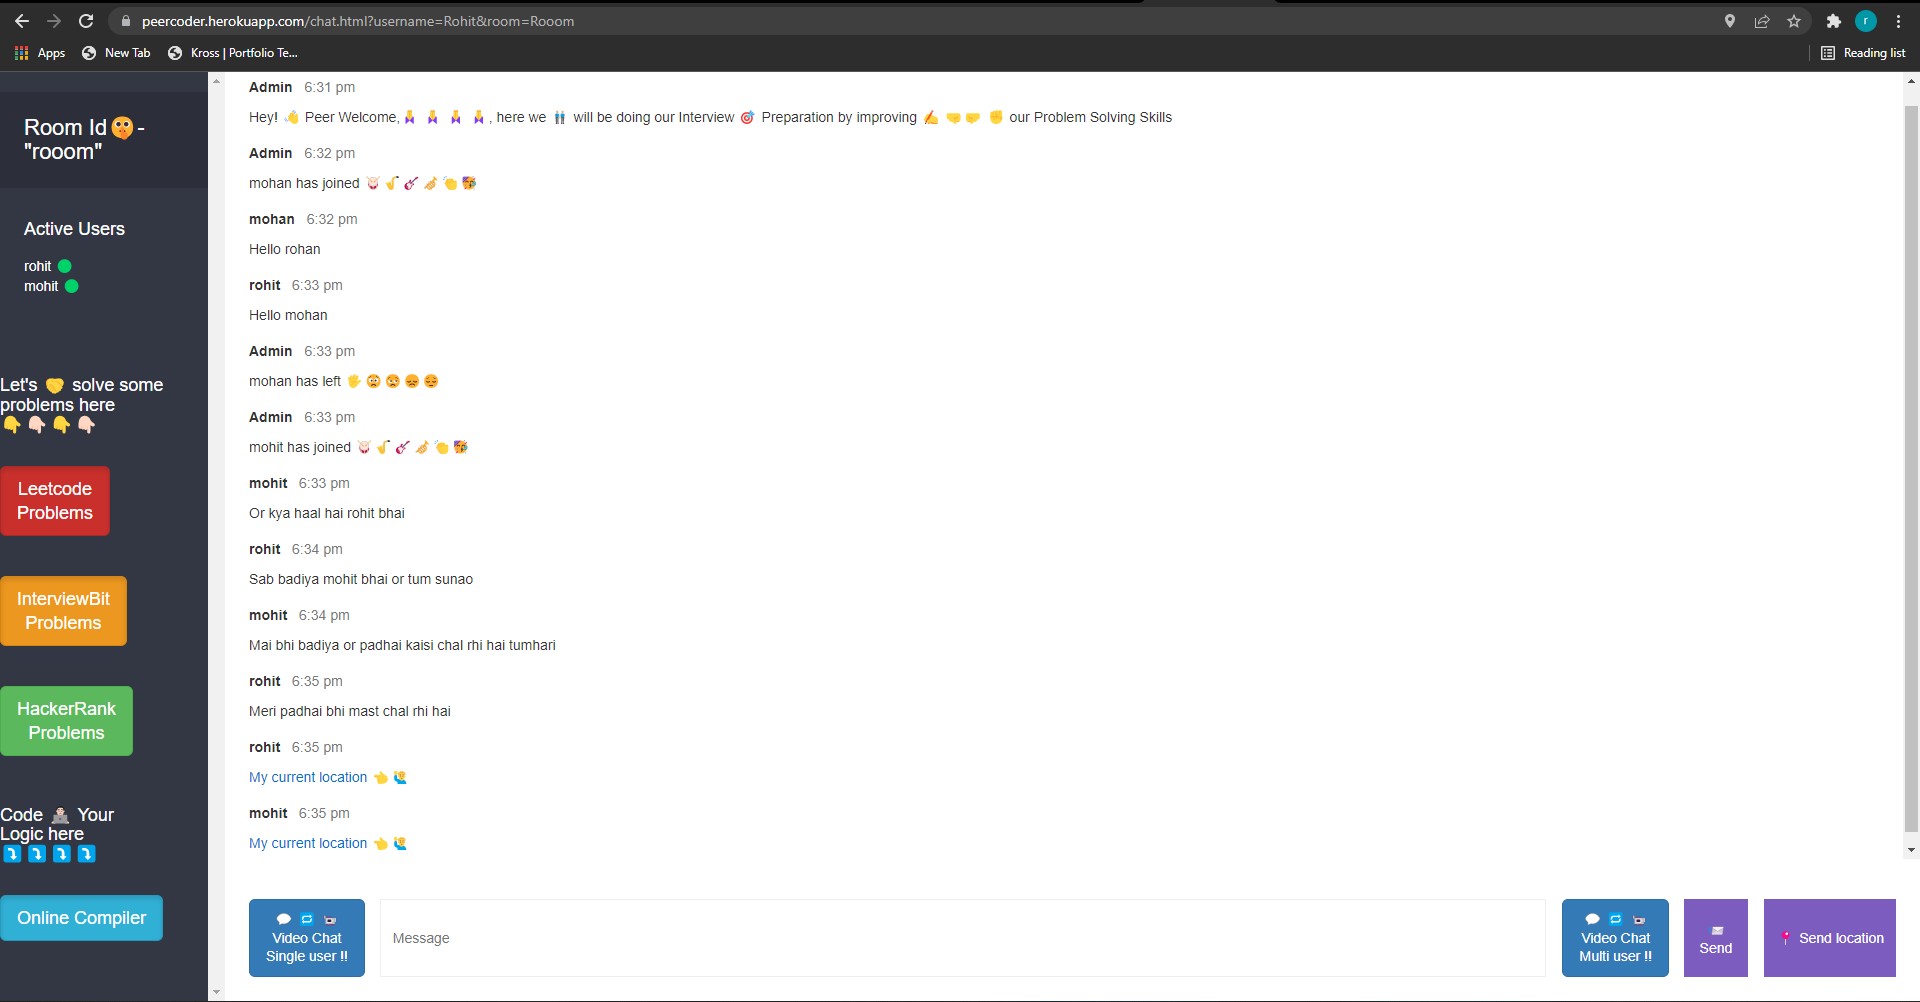 peercoder.herokuapp.com/chat.html?username=Rohit&room=Rooom
r
Apps New Tab Kross | Portfolio Te... Reading list
Room Id🤫-
"rooom"
Active Users
rohit
mohit
Let's 🤝 solve some
problems here
👇👇🏻👇👇🏻
Leetcode
Problems
InterviewBit
Problems
HackerRank
Problems
Code 👨🏻‍💻 Your
Logic here
⤵️⤵️⤵️⤵️
Online Compiler
Admin 6:31 pm
Hey! 👋 Peer Welcome,🙏 🙏 🙏 🙏, here we 👬 will be doing our Interview 🎯 Preparation by improving ✍️ 🤜🤛 ✊ our Problem Solving Skills
Admin 6:32 pm
mohan has joined 🥁🎷🎸🎺👏🎉
mohan 6:32 pm
Hello rohan
rohit 6:33 pm
Hello mohan
Admin 6:33 pm
mohan has left
Admin 6:33 pm
mohit has joined 🥁🎷🎸🎺👏🎉
mohit 6:33 pm
Or kya haal hai rohit bhai
rohit 6:34 pm
Sab badiya mohit bhai or tum sunao
mohit 6:34 pm
Mai bhi badiya or padhai kaisi chal rhi hai tumhari
rohit 6:35 pm
Meri padhai bhi mast chal rhi hai
rohit 6:35 pm
My current location
mohit 6:35 pm
My current location
Video Chat
Single user !!
Message
Video Chat
Multi user !!
Send
📍 Send location